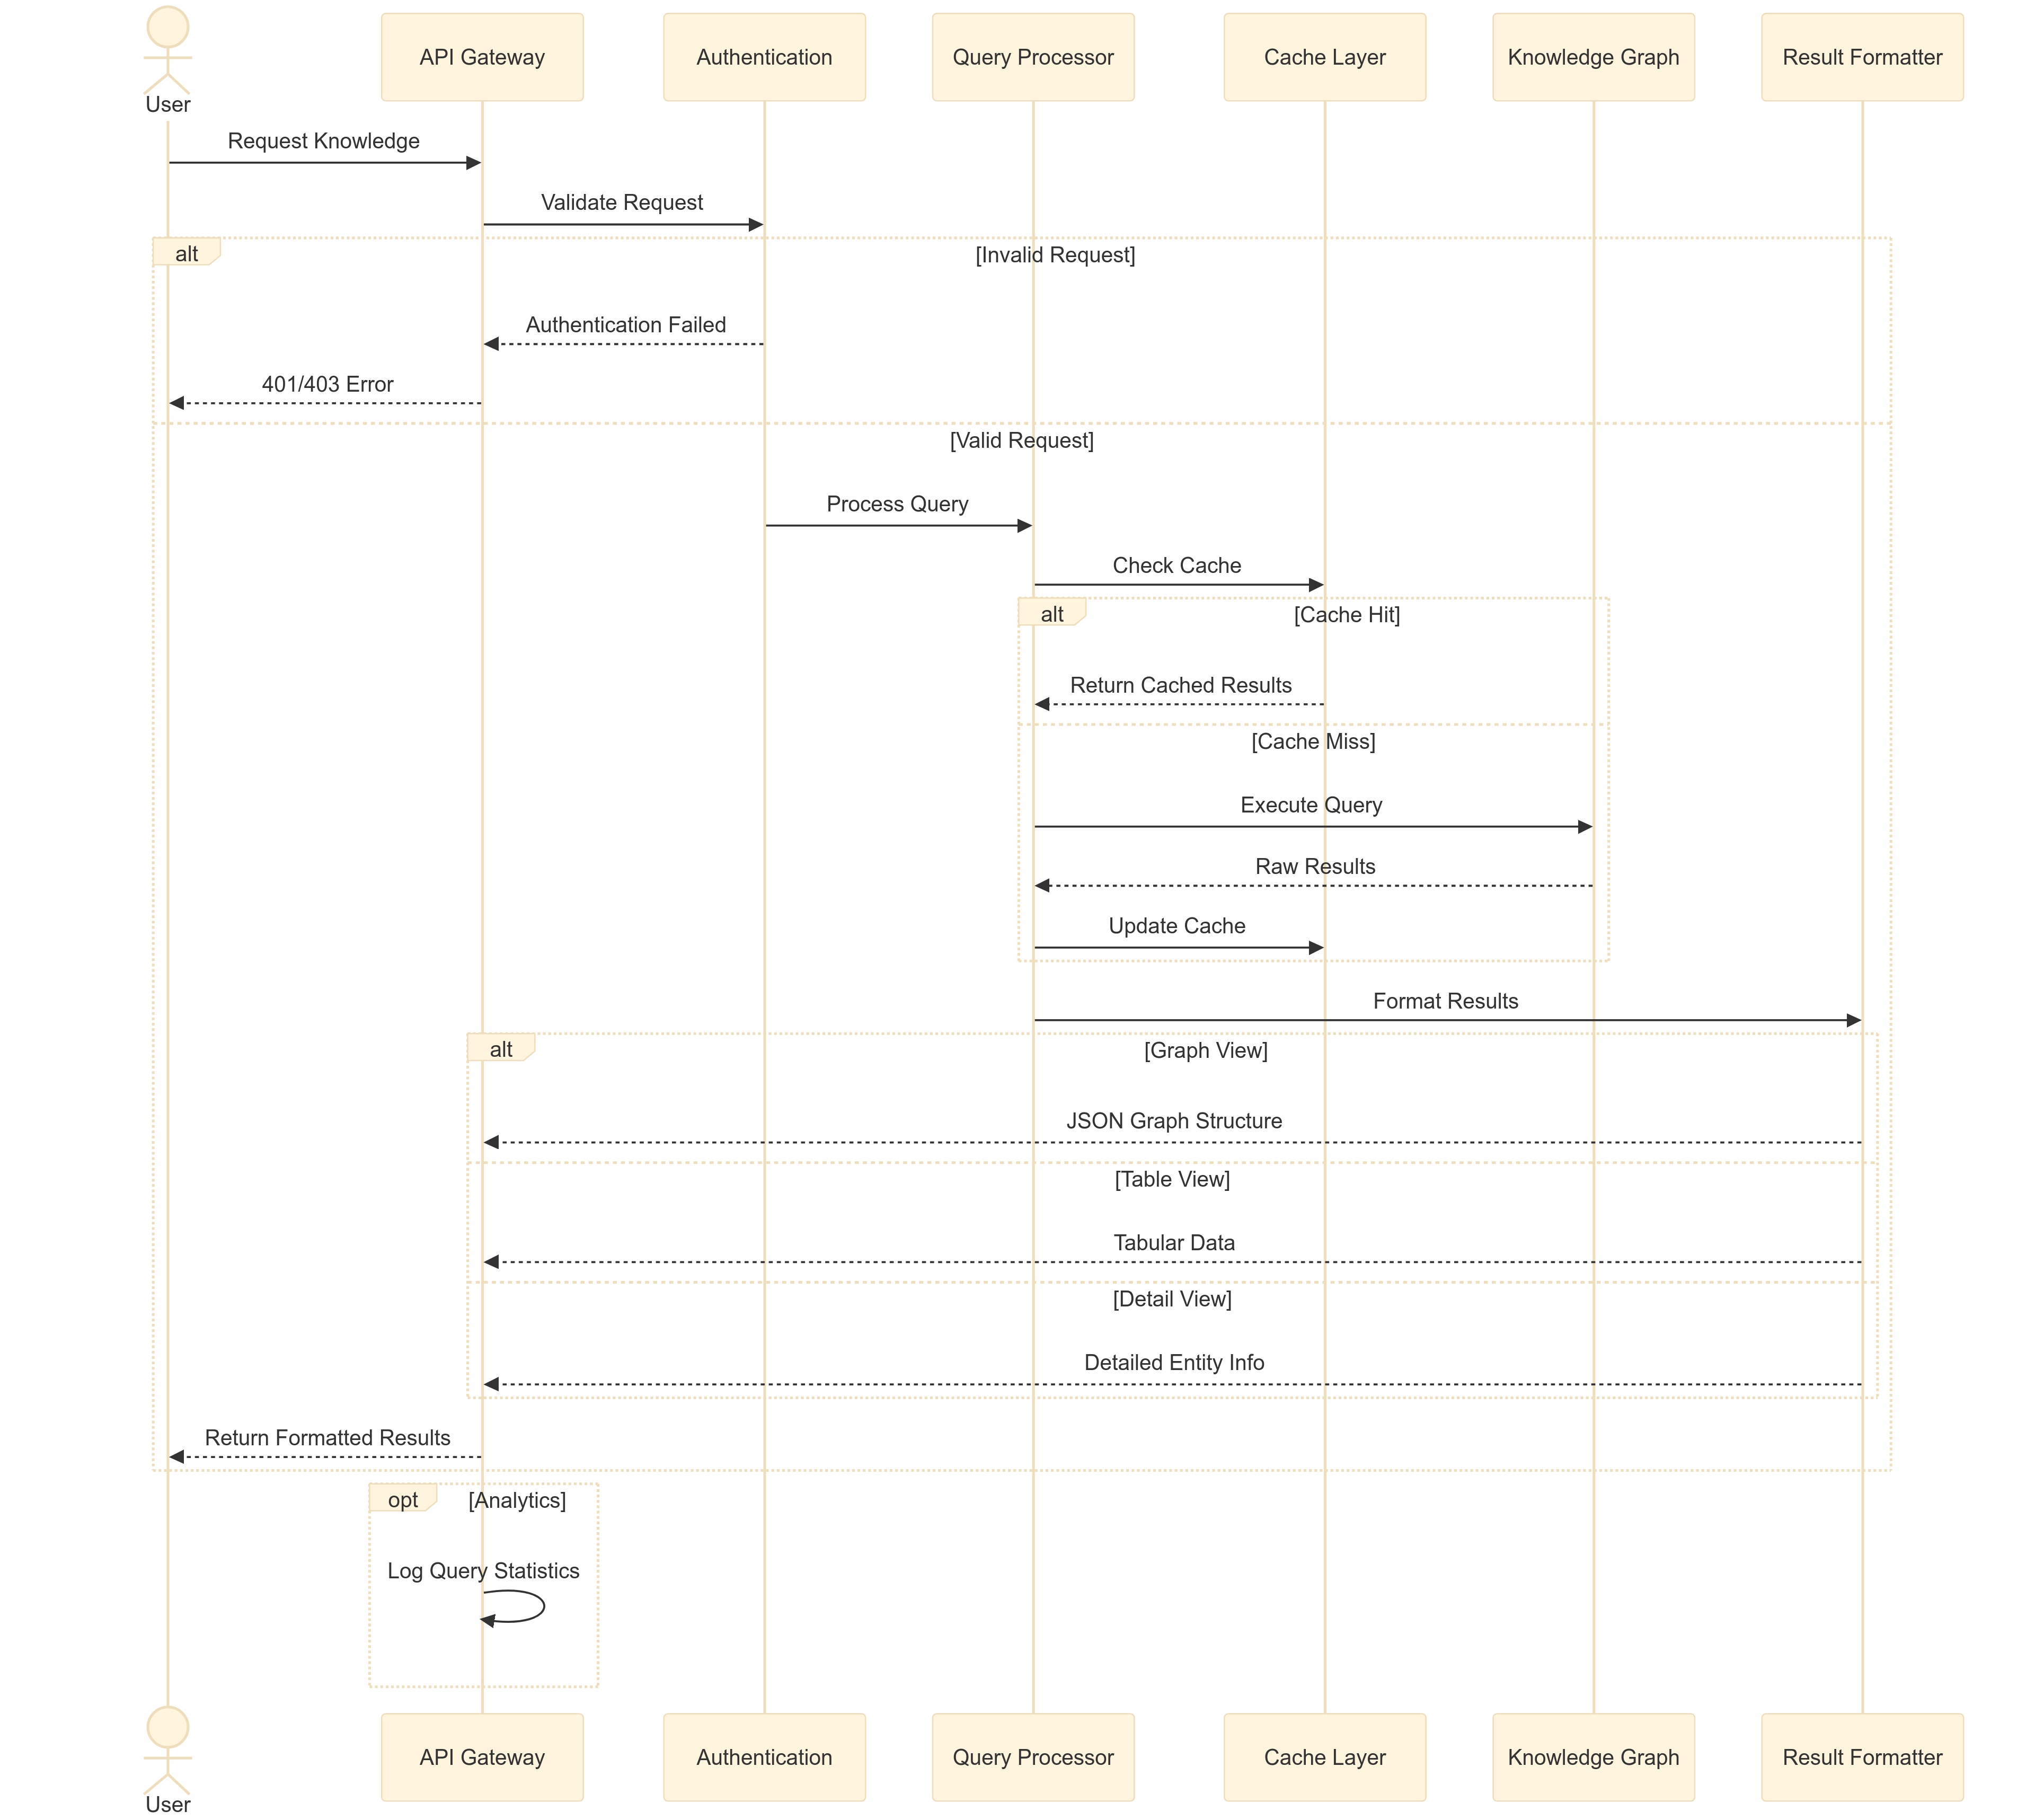 User
API Gateway
Authentication
Query Processor
Cache Layer
Knowledge Graph
Result Formatter
Request Knowledge
Validate Request
alt
[Invalid Request]
Authentication Failed
401/403 Error
[Valid Request]
Process Query
Check Cache
alt
[Cache Hit]
Return Cached Results
[Cache Miss]
Execute Query
Raw Results
Update Cache
Format Results
alt
[Graph View]
JSON Graph Structure
[Table View]
Tabular Data
[Detail View]
Detailed Entity Info
Return Formatted Results
opt
[Analytics]
Log Query Statistics
User
API Gateway
Authentication
Query Processor
Cache Layer
Knowledge Graph
Result Formatter